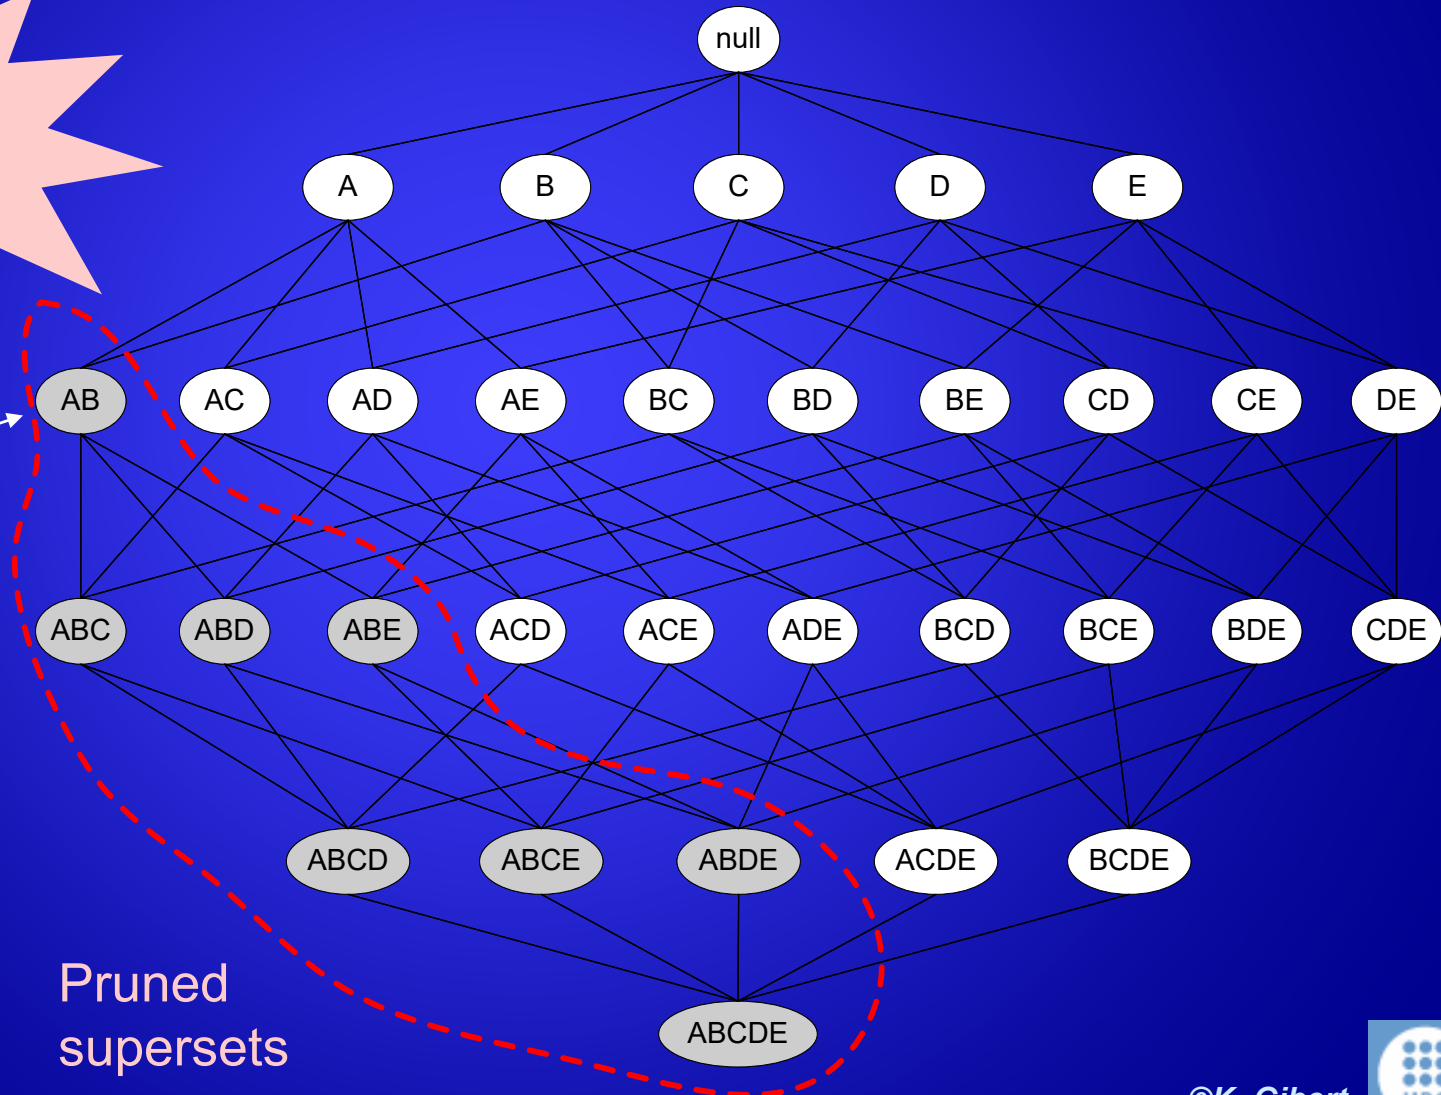 null
A B C D E
AB AC AD AE BC BD BE CD CE DE
ABC ABD ABE ACD ACE ADE BCD BCE BDE CDE
ABCD ABCE ABDE ACDE BCDE
ABCDE
Pruned
supersets
©K. Gibert